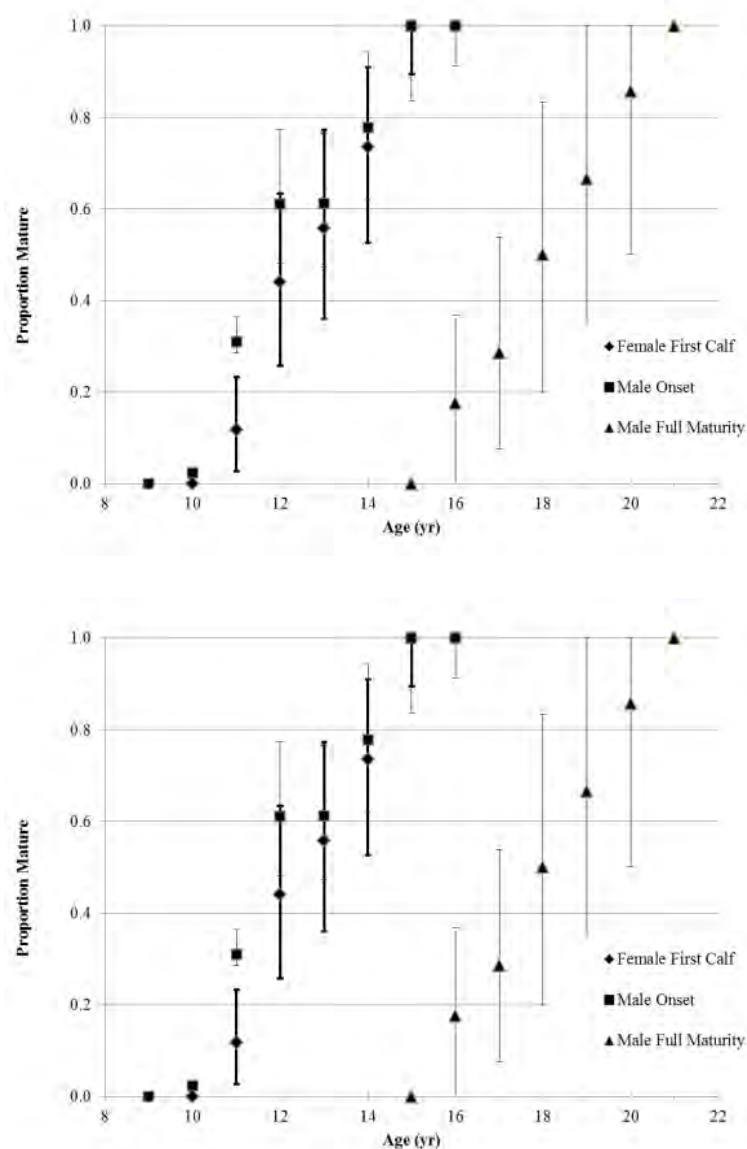 1.0
0.8
0.6
0.4
0.2
0.0
Proportion Mature
Female First Calf
Male Onset
Male Full Maturity
8 10 12 14 16 18 20 22
Age (yr)
1.0
0.8
0.6
0.4
0.2
0.0
Proportion Mature
Female First Calf
Male Onset
Male Full Maturity
8 10 12 14 16 18 20 22
Age (yr)